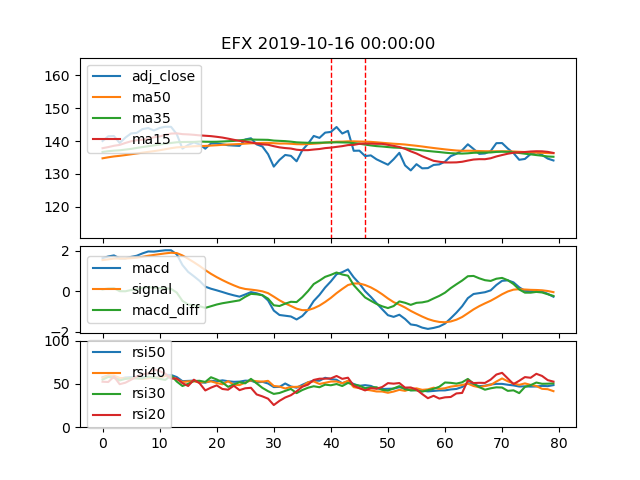 EFX 2019-10-16 00:00:00
160
150
140
130
120
adj_close
ma50
ma35
ma15
2
0
−2
macd
signal
macd_diff
100
50
0
rsi50
rsi40
rsi30
rsi20
0 10 20 30 40 50 60 70 80